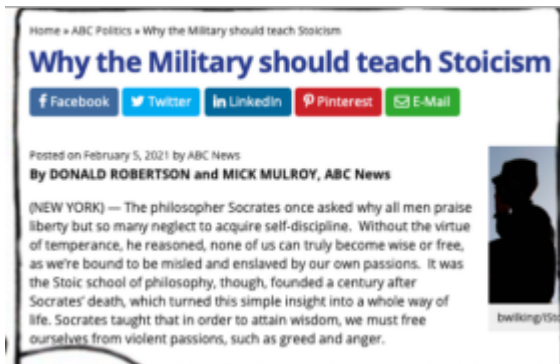 Home » ABC Politics » Why the Military should teach Stoicism
Why the Military should teach Stoicism
Facebook Twitter LinkedIn Pinterest E-Mail
Posted on February 5, 2021 by ABC News
By DONALD ROBERTSON and MICK MULROY, ABC News
(NEW YORK) — The philosopher Socrates once asked why all men praise
liberty but so many neglect to acquire self-discipline. Without the virtue
of temperance, he reasoned, none of us can truly become wise or free,
as we're bound to be misled and enslaved by our own passions. It was
the Stoic school of philosophy, though, founded a century after
Socrates' death, which turned this simple insight into a whole way of
life. Socrates taught that in order to attain wisdom, we must free
ourselves from violent passions, such as greed and anger.
bwilking/iSto